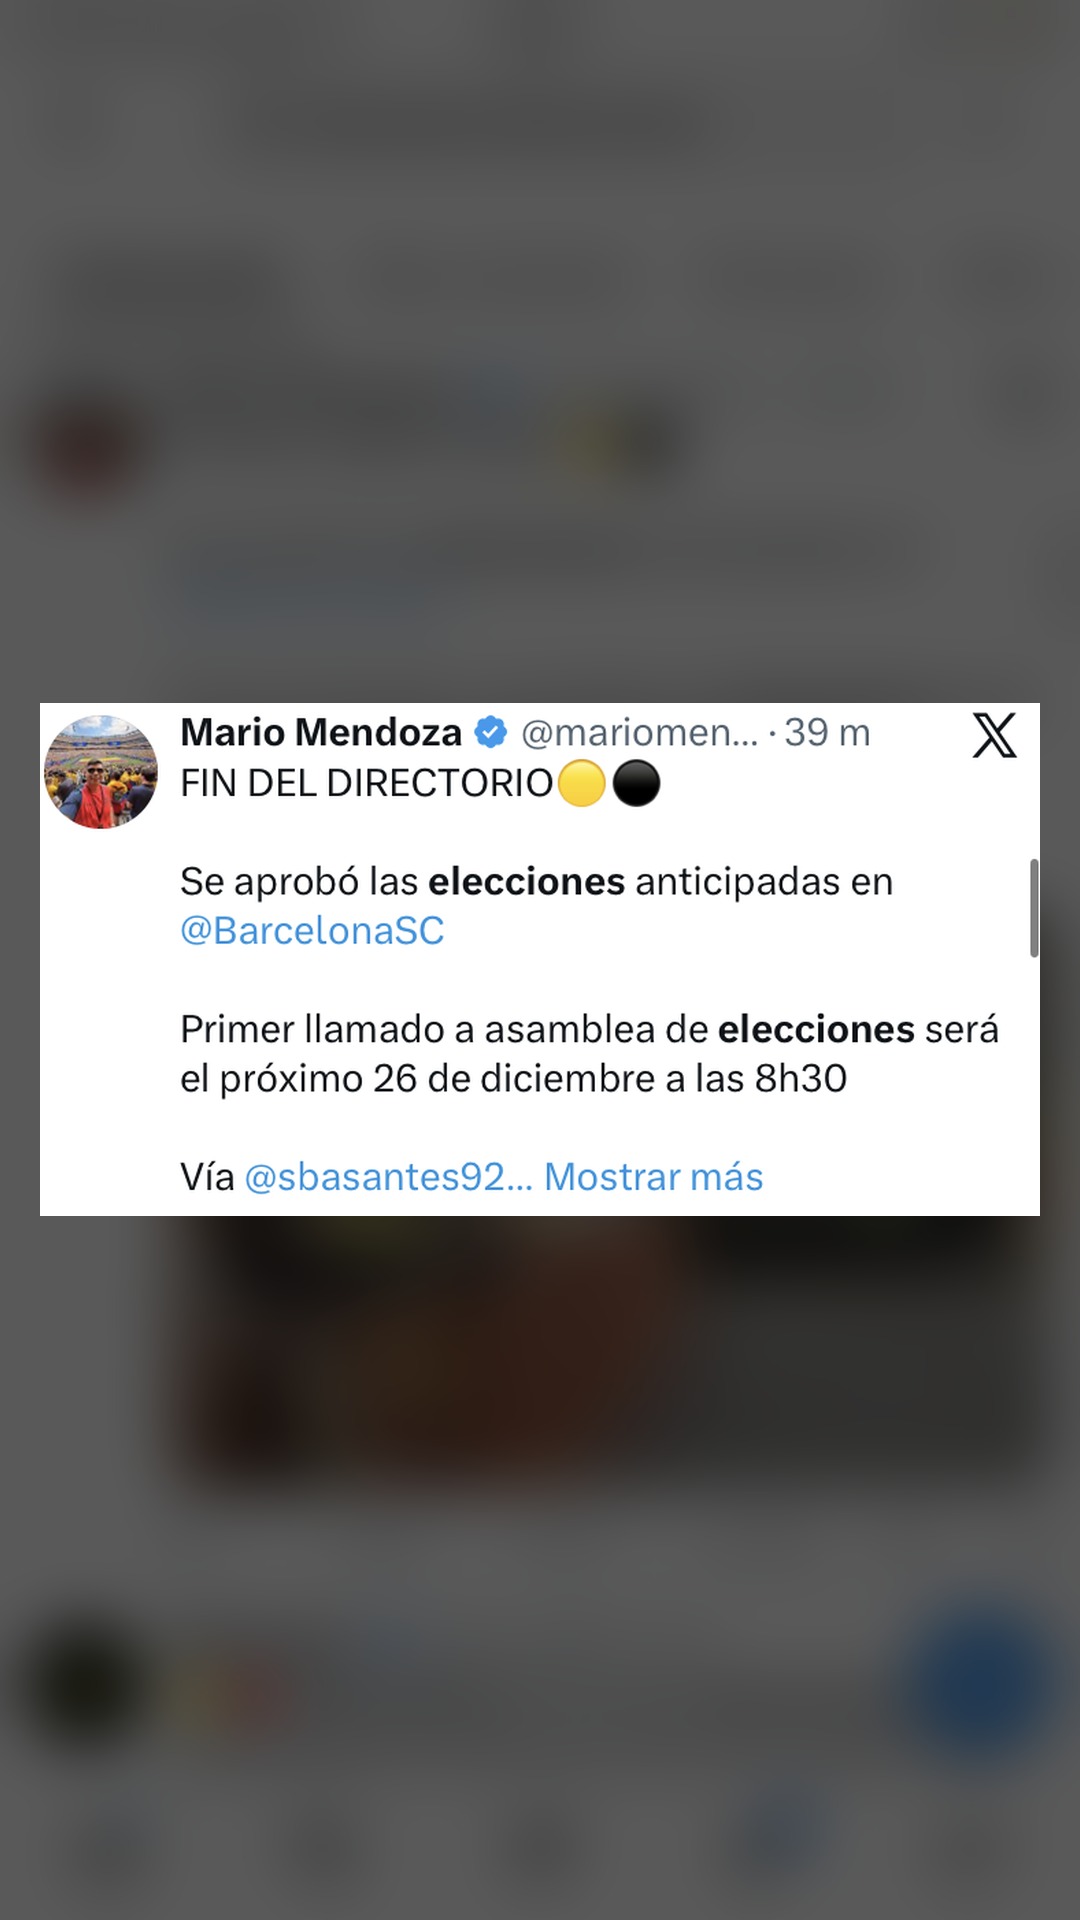 Mario Mendoza @mariomen... · 39 m
FIN DEL DIRECTORIO🟡⚫
Se aprobó las elecciones anticipadas en
@BarcelonaSC
Primer llamado a asamblea de elecciones será
el próximo 26 de diciembre a las 8h30
Vía @sbasantes92... Mostrar más